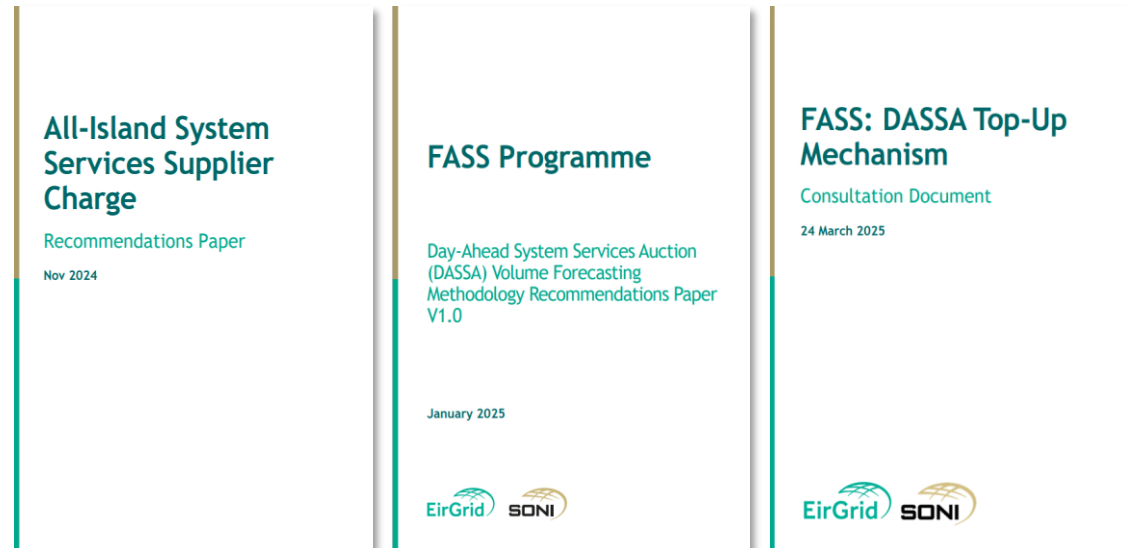 All-Island System
Services Supplier
Charge
Recommendations Paper
Nov 2024
FASS Programme
Day-Ahead System Services Auction
(DASSA) Volume Forecasting
Methodology Recommendations Paper
V1.0
January 2025
EirGrid SONI
FASS: DASSA Top-Up
Mechanism
Consultation Document
24 March 2025
EirGrid SONI